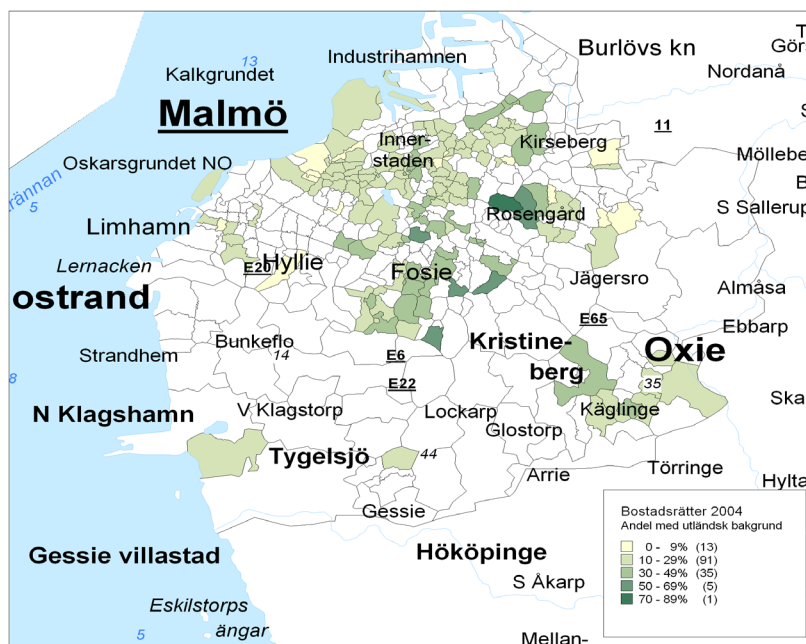 Industrihamnen
Burlövs kn
13
Kalkgrundet
Nordanå
Malmö
11
Inner-
staden
Kirseberg
Oskarsgrundet NO
rännan
5
Rosengård
S Sallerup
Limhamn
Lernacken
E20
Hyllie
Fosie
Jägersro
Almåsa
ostrand
E65
Ebbarp
Bunkeflo
Kristine-
berg
Oxie
Strandhem
14
E6
8
E22
35
N Klagshamn
V Klagstorp
Lockarp
Käglinge
Glostorp
Tygelsjö
44
Arrie
Törringe
Gessie
Bostadsrätter 2004
Andel med utländsk bakgrund
0 - 9% (13)
10 - 29% (91)
30 - 49% (35)
50 - 69% (5)
70 - 89% (1)
Gessie villastad
Hököpinge
S Åkarp
Eskilstorps
ängar
5
Mellan-